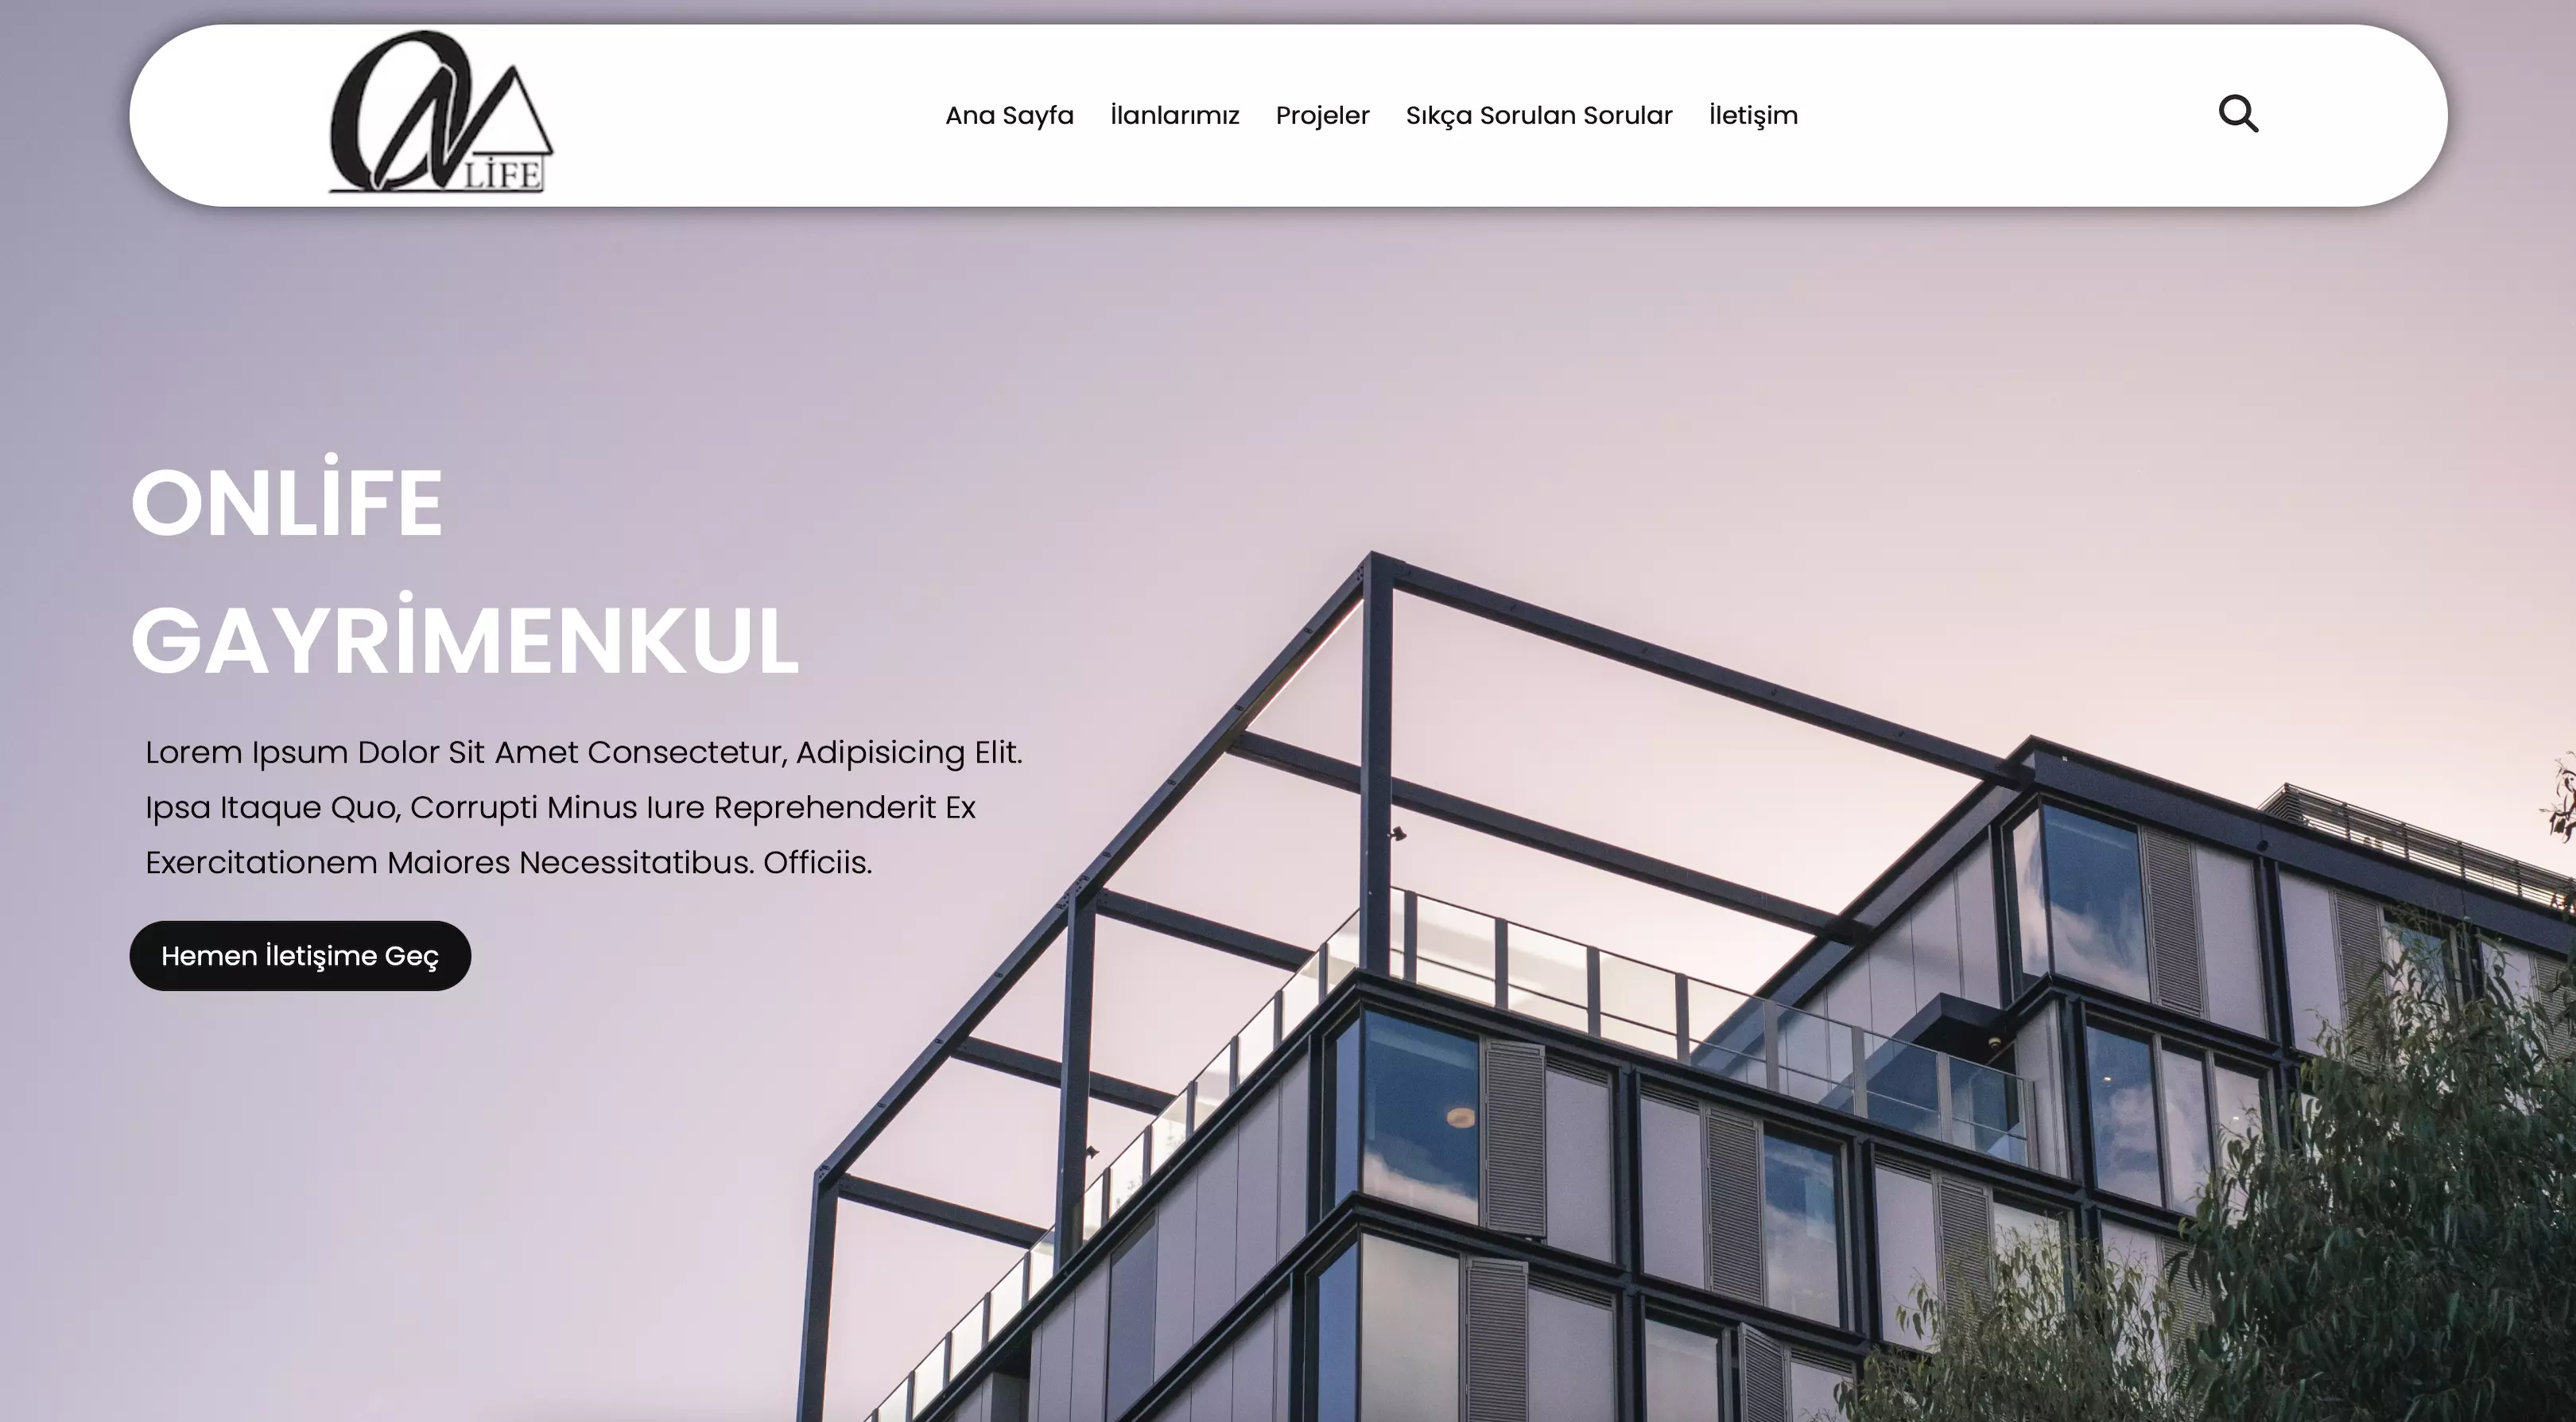 ON LİFE
Ana Sayfa İlanlarımız Projeler Sıkça Sorulan Sorular İletişim
ONLİFE
GAYRİMENKUL
Lorem Ipsum Dolor Sit Amet Consectetur, Adipisicing Elit.
Ipsa Itaque Quo, Corrupti Minus Iure Reprehenderit Ex
Exercitationem Maiores Necessitatibus. Officiis.
Hemen İletişime Geç